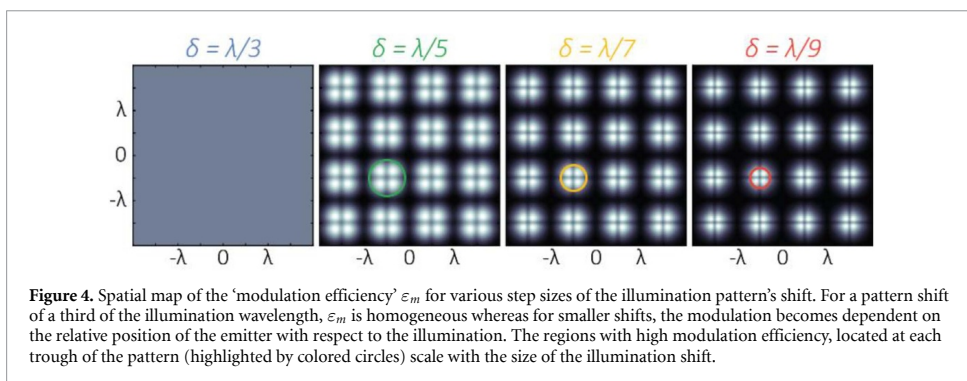 δ = λ/3 δ = λ/5 δ = λ/7 δ = λ/9
λ
0
-λ
-λ 0 λ -λ 0 λ -λ 0 λ -λ 0 λ
Figure 4. Spatial map of the ‘modulation efficiency’ εm for various step sizes of the illumination pattern’s shift. For a pattern shift
of a third of the illumination wavelength, εm is homogeneous whereas for smaller shifts, the modulation becomes dependent on
the relative position of the emitter with respect to the illumination. The regions with high modulation efficiency, located at each
trough of the pattern (highlighted by colored circles) scale with the size of the illumination shift.